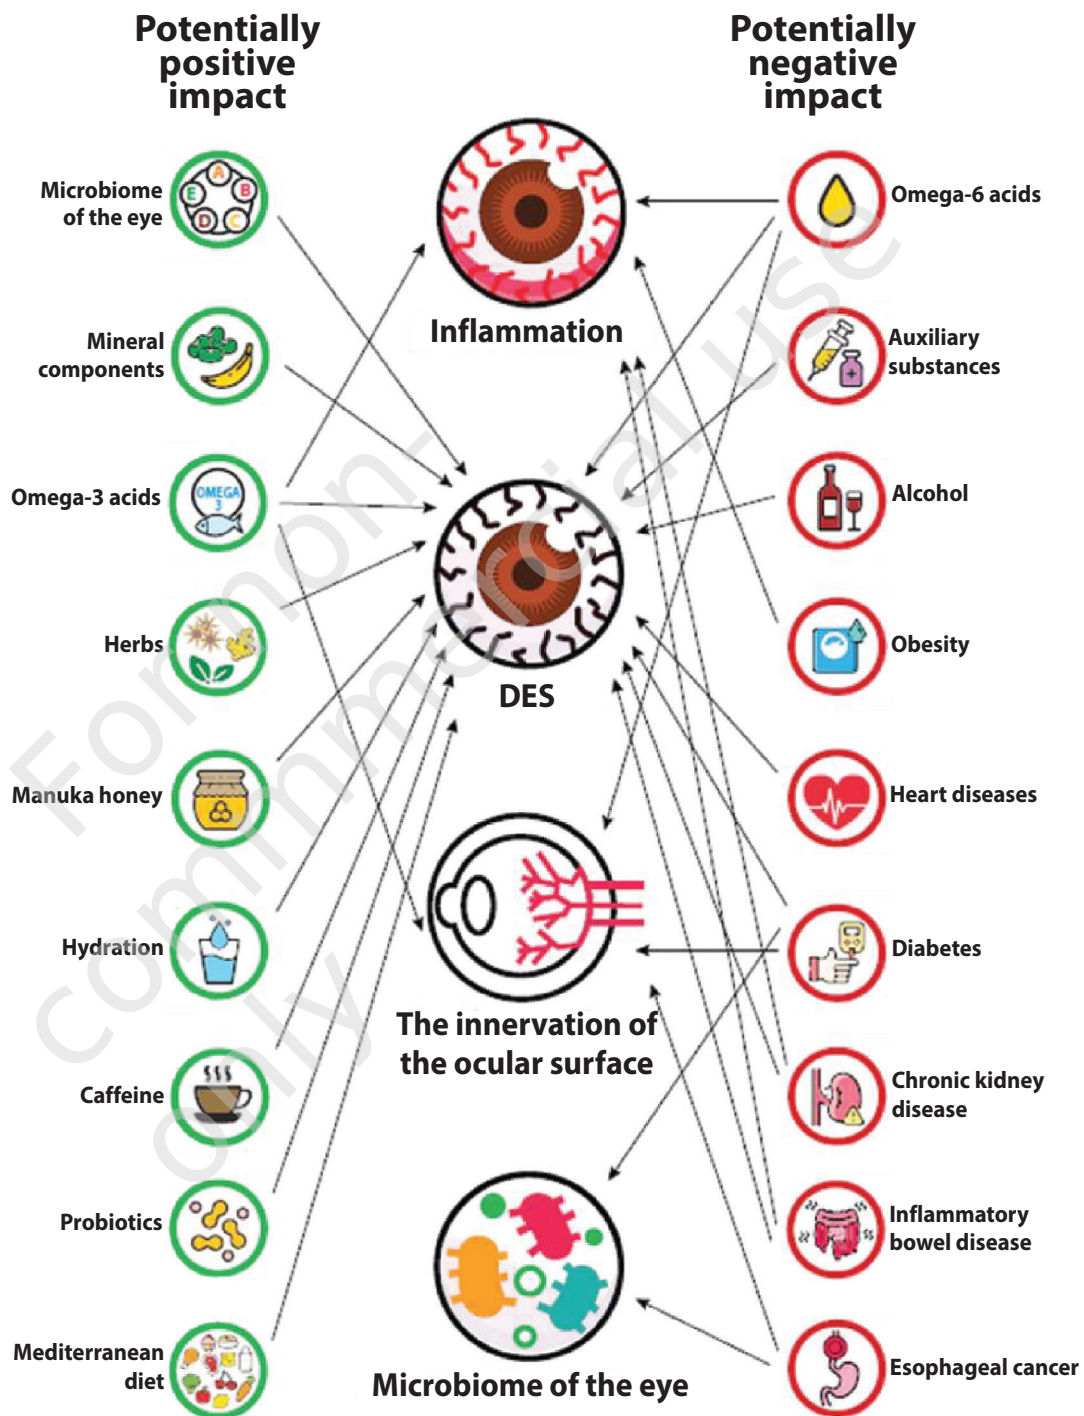 Potentially
positive
impact
Potentially
negative
impact
Microbiome
of the eye
A
B
C
D
E
Mineral
components
Omega-3 acids
OMEGA
3
Herbs
Manuka honey
Hydration
Caffeine
Probiotics
Mediterranean
diet
Inflammation
DES
The innervation of
the ocular surface
Microbiome of the eye
Omega-6 acids
Auxiliary
substances
Alcohol
Obesity
Heart diseases
Diabetes
Chronic kidney
disease
Inflammatory
bowel disease
Esophageal cancer
For non-
commercial use
only